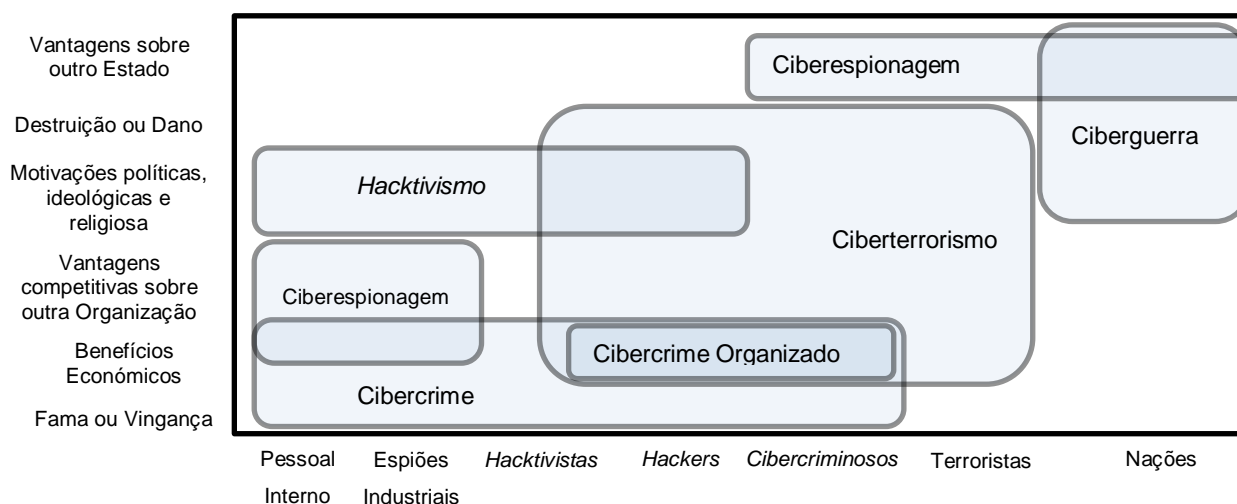 Vantagens sobre
outro Estado
Ciberespionagem
Destruição ou Dano
Ciberguerra
Motivações políticas,
ideológicas e
religiosa
Hacktivismo
Ciberterrorismo
Vantagens
competitivas sobre
outra Organização
Ciberespionagem
Benefícios
Económicos
Cibercrime Organizado
Cibercrime
Fama ou Vingança
Pessoal
Interno
Espiões
Industriais
Hacktivistas
Hackers
Cibercriminosos
Terroristas
Nações